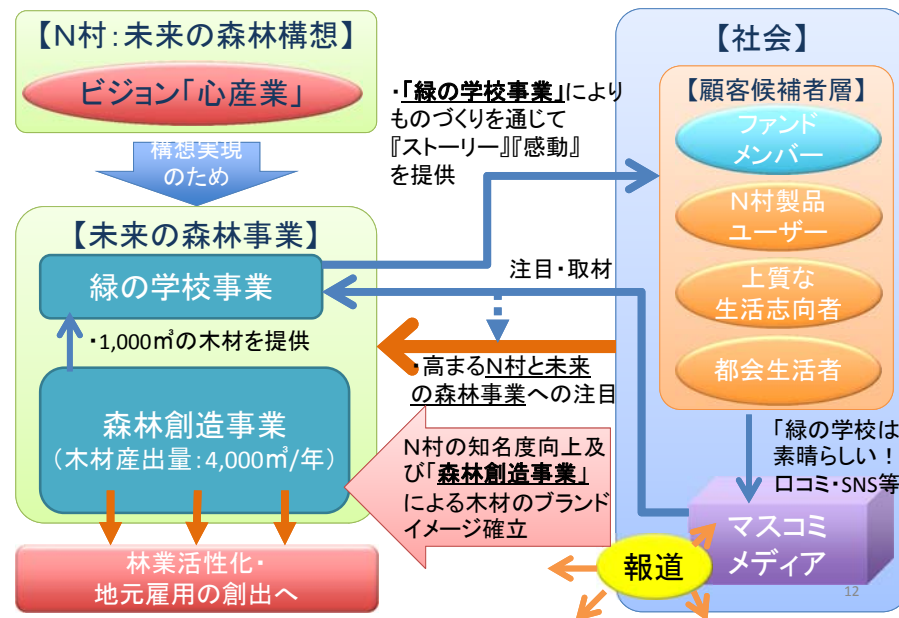 【N村：未来の森林構想】
ビジョン「心産業」
構想実現
のため
【未来の森林事業】
緑の学校事業
・1,000㎥の木材を提供
森林創造事業
（木材産出量：4,000㎥/年）
林業活性化・
地元雇用の創出へ
・「緑の学校事業」により
ものづくりを通じて
『ストーリー』『感動』
を提供
注目・取材
・高まるN村と未来
の森林事業への注目
N村の知名度向上及
び「森林創造事業」
による木材のブランド
イメージ確立
【社会】
【顧客候補者層】
ファンド
メンバー
N村製品
ユーザー
上質な
生活志向者
都会生活者
「緑の学校は
素晴らしい！
口コミ・SNS等
マスコミ
メディア
報道
12